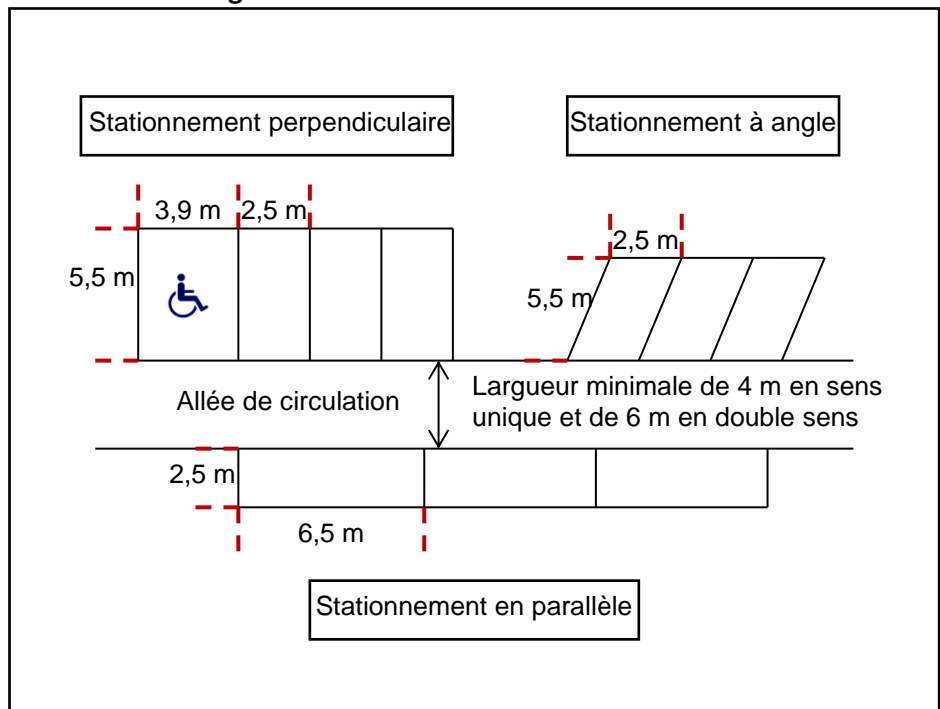 Stationnement perpendiculaire
Stationnement à angle
3,9 m
2,5 m
2,5 m
5,5 m
5,5 m
Allée de circulation
Largueur minimale de 4 m en sens
unique et de 6 m en double sens
2,5 m
6,5 m
Stationnement en parallèle